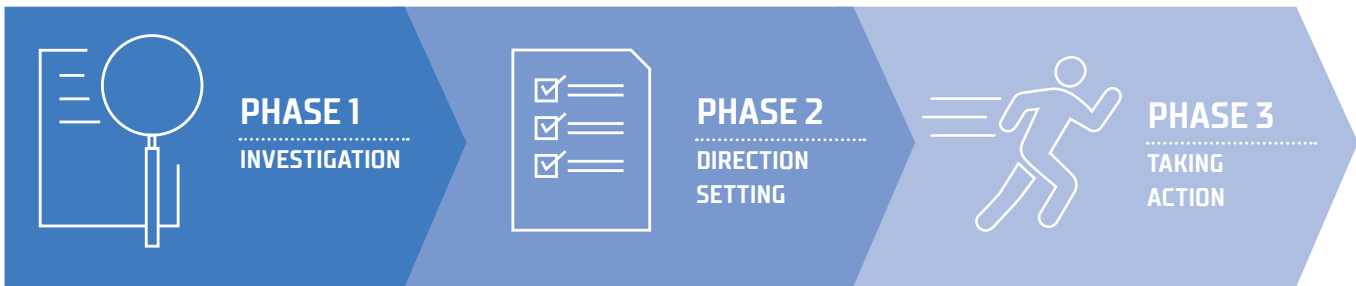 PHASE 1
INVESTIGATION
PHASE 2
DIRECTION
SETTING
PHASE 3
TAKING
ACTION